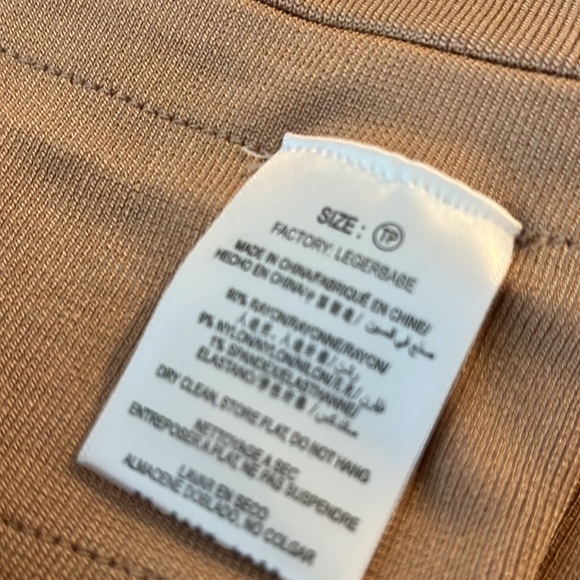 SIZE : TP
FACTORY: LEGERBABE
MADE IN CHINA/FABRIQUÉ EN CHINE/
HECHO EN CHINA/
90% RAYON/RAYONNE/RAYON/
9% NYLON/NYLON/NILON/
1% SPANDEX/ELASTHANNE/
ELASTANO/
DRY CLEAN, STORE FLAT, DO NOT HANG
NETTOYAGE A SEC
ENTREPOSER A PLAT, NE PAS SUSPENDRE
LAVAR EN SECO
ALMACENE DOBLADO, NO COLGAR